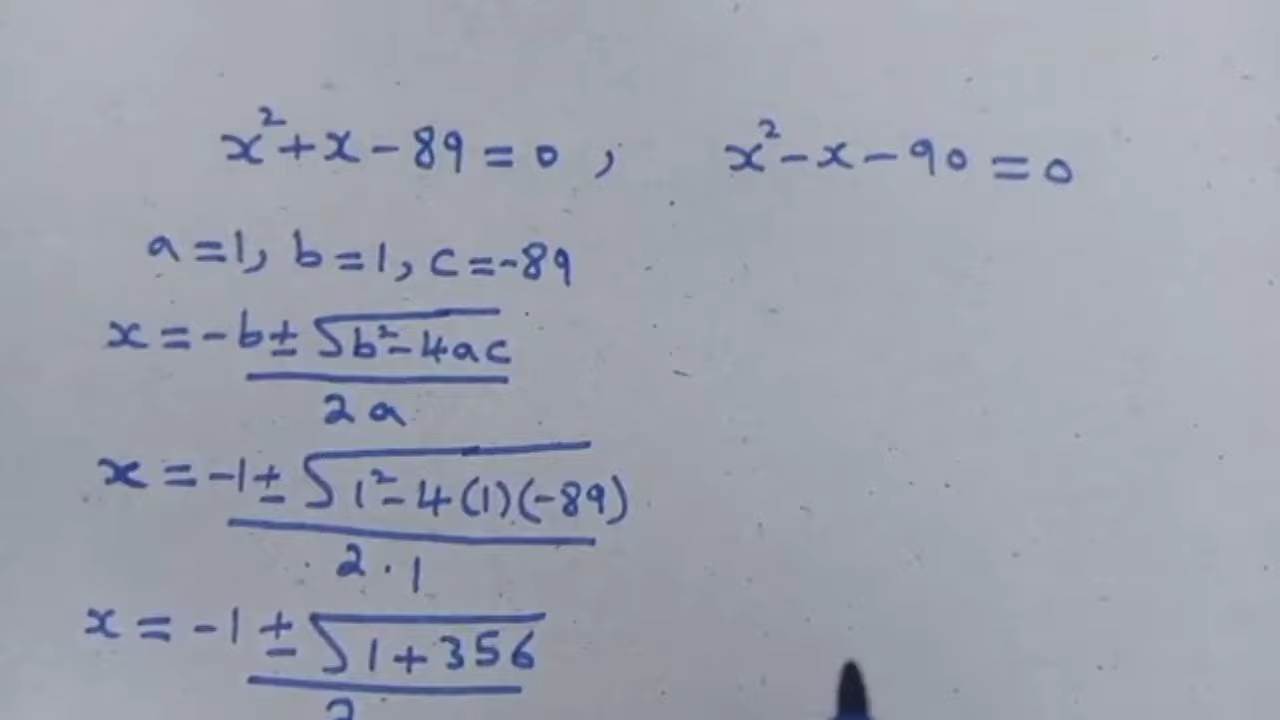 x²+x-89=0, x²-x-90=0
a=1, b=1, c=-89
x=-b±√b²-4ac
2a
x=-1±√1²-4(1)(-89)
2.1
x=-1±√1+356
2